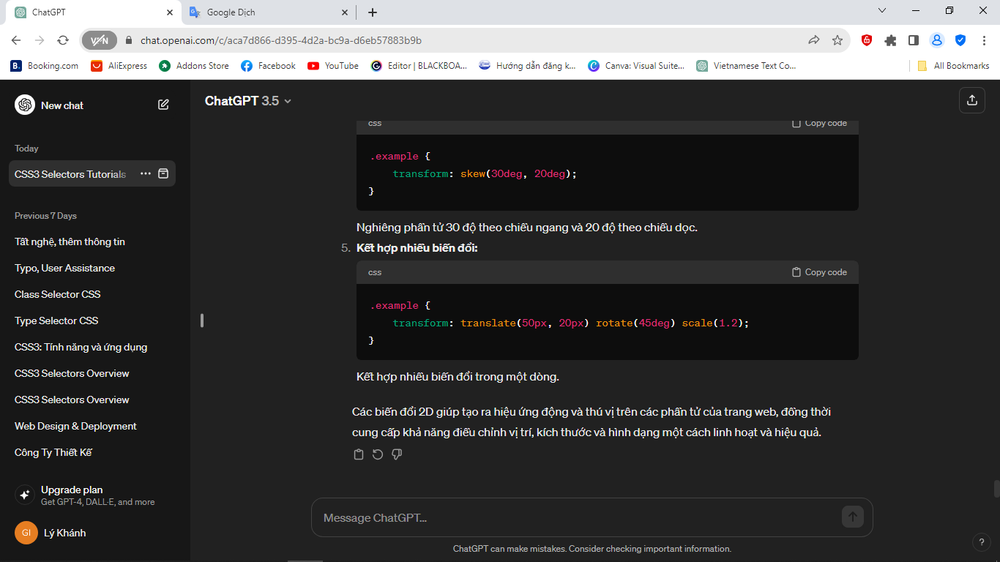 ChatGPT
Google Dịch
VPN
chat.openai.com/c/aca7d866-d395-4d2a-bc9a-d6eb57883b9b
B. Booking.com
AliExpress
Addons Store
Facebook
YouTube
Editor | BLACKBOA...
Hướng dẫn đăng k...
Canva: Visual Suite...
Vietnamese Text Co...
All Bookmarks
New chat
Today
CSS3 Selectors Tutorials
Previous 7 Days
Tất nghệ, thêm thông tin
Typo, User Assistance
Class Selector CSS
Type Selector CSS
CSS3: Tính năng và ứng dụng
CSS3 Selectors Overview
CSS3 Selectors Overview
Web Design & Deployment
Công Ty Thiết Kế
Upgrade plan
Get GPT-4, DALL·E, and more
GI
Lý Khánh
ChatGPT 3.5
css
Copy code
.example {
transform: skew(30deg, 20deg);
}
Nghiêng phần tử 30 độ theo chiều ngang và 20 độ theo chiều dọc.
5. Kết hợp nhiều biến đổi:
css
Copy code
.example {
transform: translate(50px, 20px) rotate(45deg) scale(1.2);
}
Kết hợp nhiều biến đổi trong một dòng.
Các biến đổi 2D giúp tạo ra hiệu ứng động và thú vị trên các phần tử của trang web, đồng thời
cung cấp khả năng điều chỉnh vị trí, kích thước và hình dạng một cách linh hoạt và hiệu quả.
Message ChatGPT...
ChatGPT can make mistakes. Consider checking important information.
?